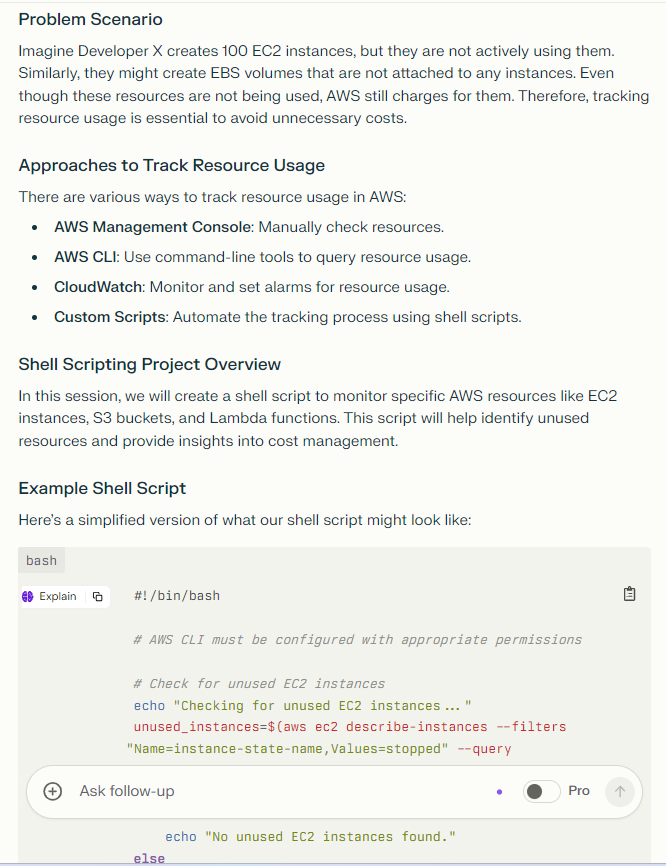 Problem Scenario
Imagine Developer X creates 100 EC2 instances, but they are not actively using them.
Similarly, they might create EBS volumes that are not attached to any instances. Even
though these resources are not being used, AWS still charges for them. Therefore, tracking
resource usage is essential to avoid unnecessary costs.
Approaches to Track Resource Usage
There are various ways to track resource usage in AWS:
• AWS Management Console: Manually check resources.
• AWS CLI: Use command-line tools to query resource usage.
• CloudWatch: Monitor and set alarms for resource usage.
• Custom Scripts: Automate the tracking process using shell scripts.
Shell Scripting Project Overview
In this session, we will create a shell script to monitor specific AWS resources like EC2
instances, S3 buckets, and Lambda functions. This script will help identify unused
resources and provide insights into cost management.
Example Shell Script
Here's a simplified version of what our shell script might look like:
bash
Explain
#!/bin/bash
# AWS CLI must be configured with appropriate permissions
# Check for unused EC2 instances
echo "Checking for unused EC2 instances..."
unused_instances=$(aws ec2 describe-instances --filters
"Name=instance-state-name,Values=stopped" --query
Ask follow-up
Pro
echo "No unused EC2 instances found."
else